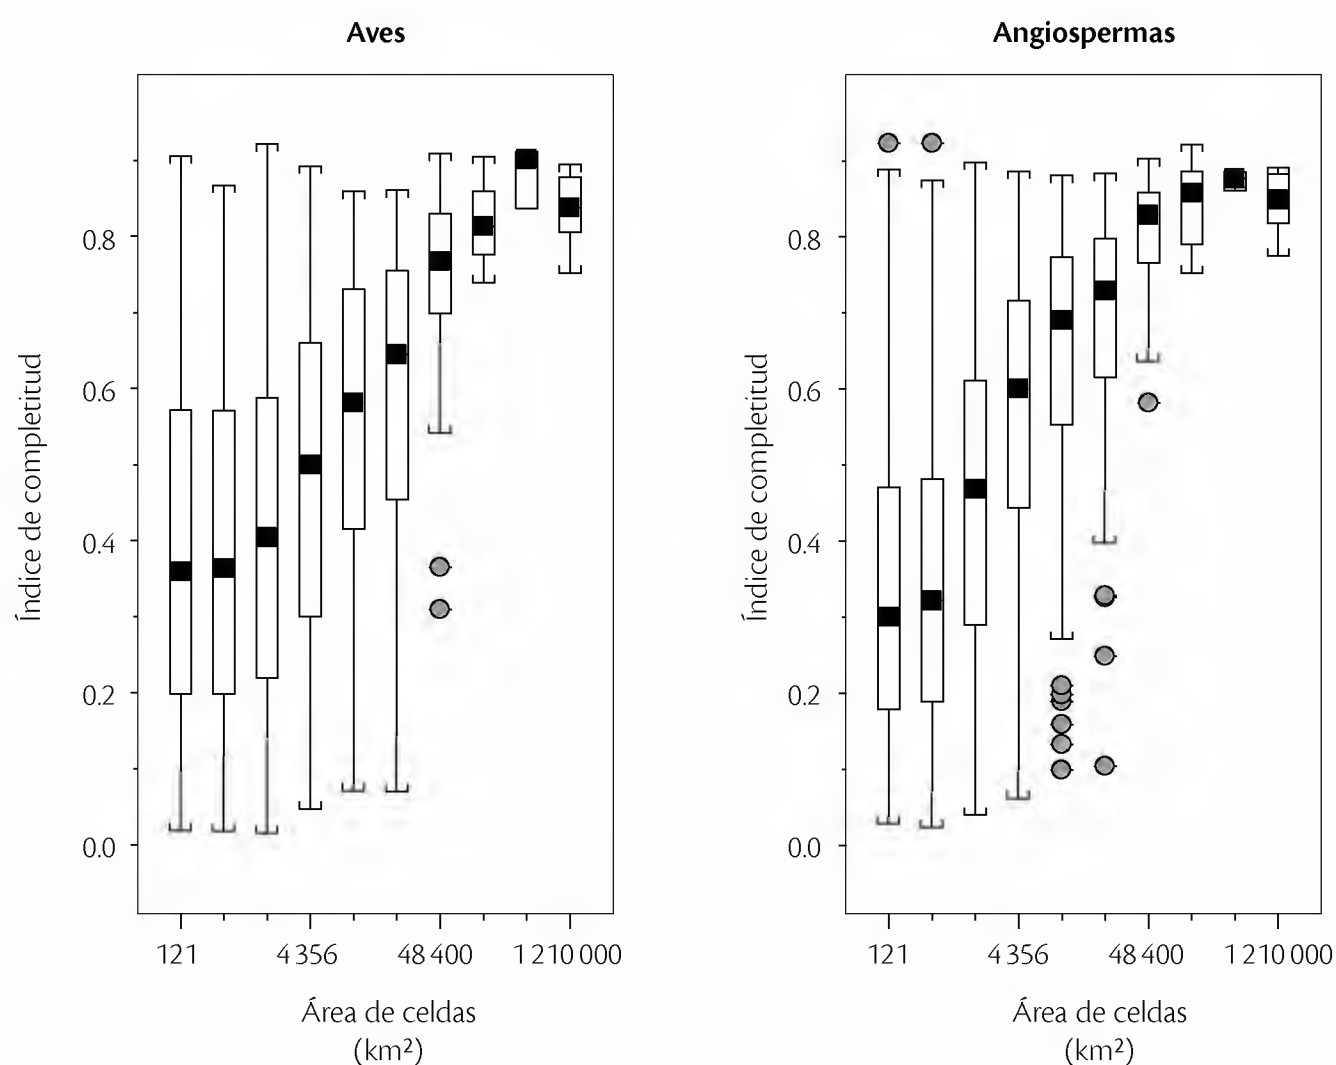 Aves
Índice de completitud
0.8
0.6
0.4
0.2
0.0
121
4 356
48 400
1 210 000
Área de celdas
(km²)
Angiospermas
Índice de completitud
0.8
0.6
0.4
0.2
0.0
121
4 356
48 400
1 210 000
Área de celdas
(km²)